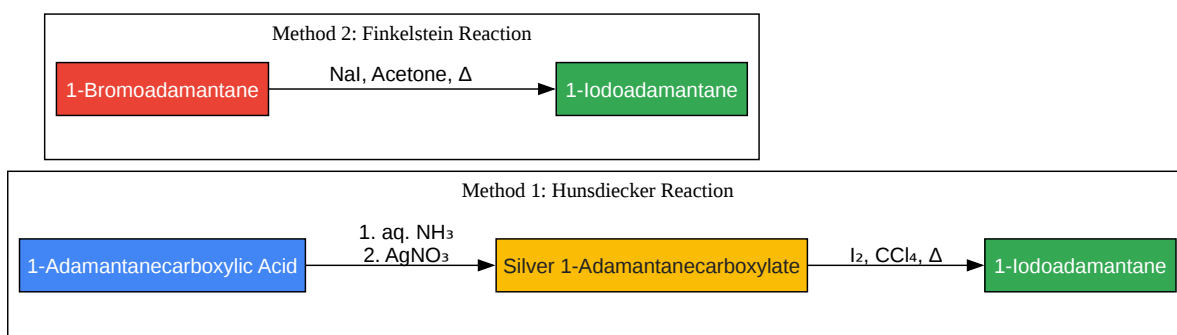 Method 2: Finkelstein Reaction
1-Bromoadamantane
NaI, Acetone, Δ
1-Iodoadamantane
Method 1: Hunsdiecker Reaction
1-Adamantanecarboxylic Acid
1. aq. NH₃
2. AgNO₃
Silver 1-Adamantanecarboxylate
I₂, CCl₄, Δ
1-Iodoadamantane